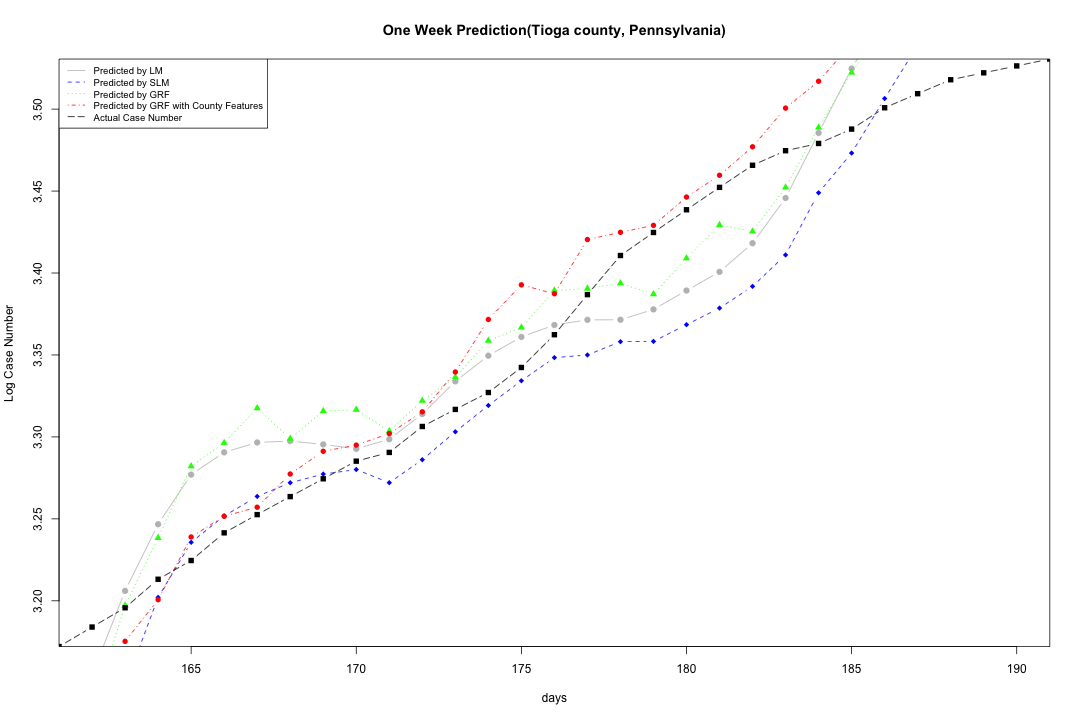 One Week Prediction(Tioga county, Pennsylvania)
Predicted by LM
Predicted by SLM
Predicted by GRF
Predicted by GRF with County Features
Actual Case Number
3.50
3.45
3.40
3.35
3.30
3.25
3.20
Log Case Number
165 170 175 180 185 190
days